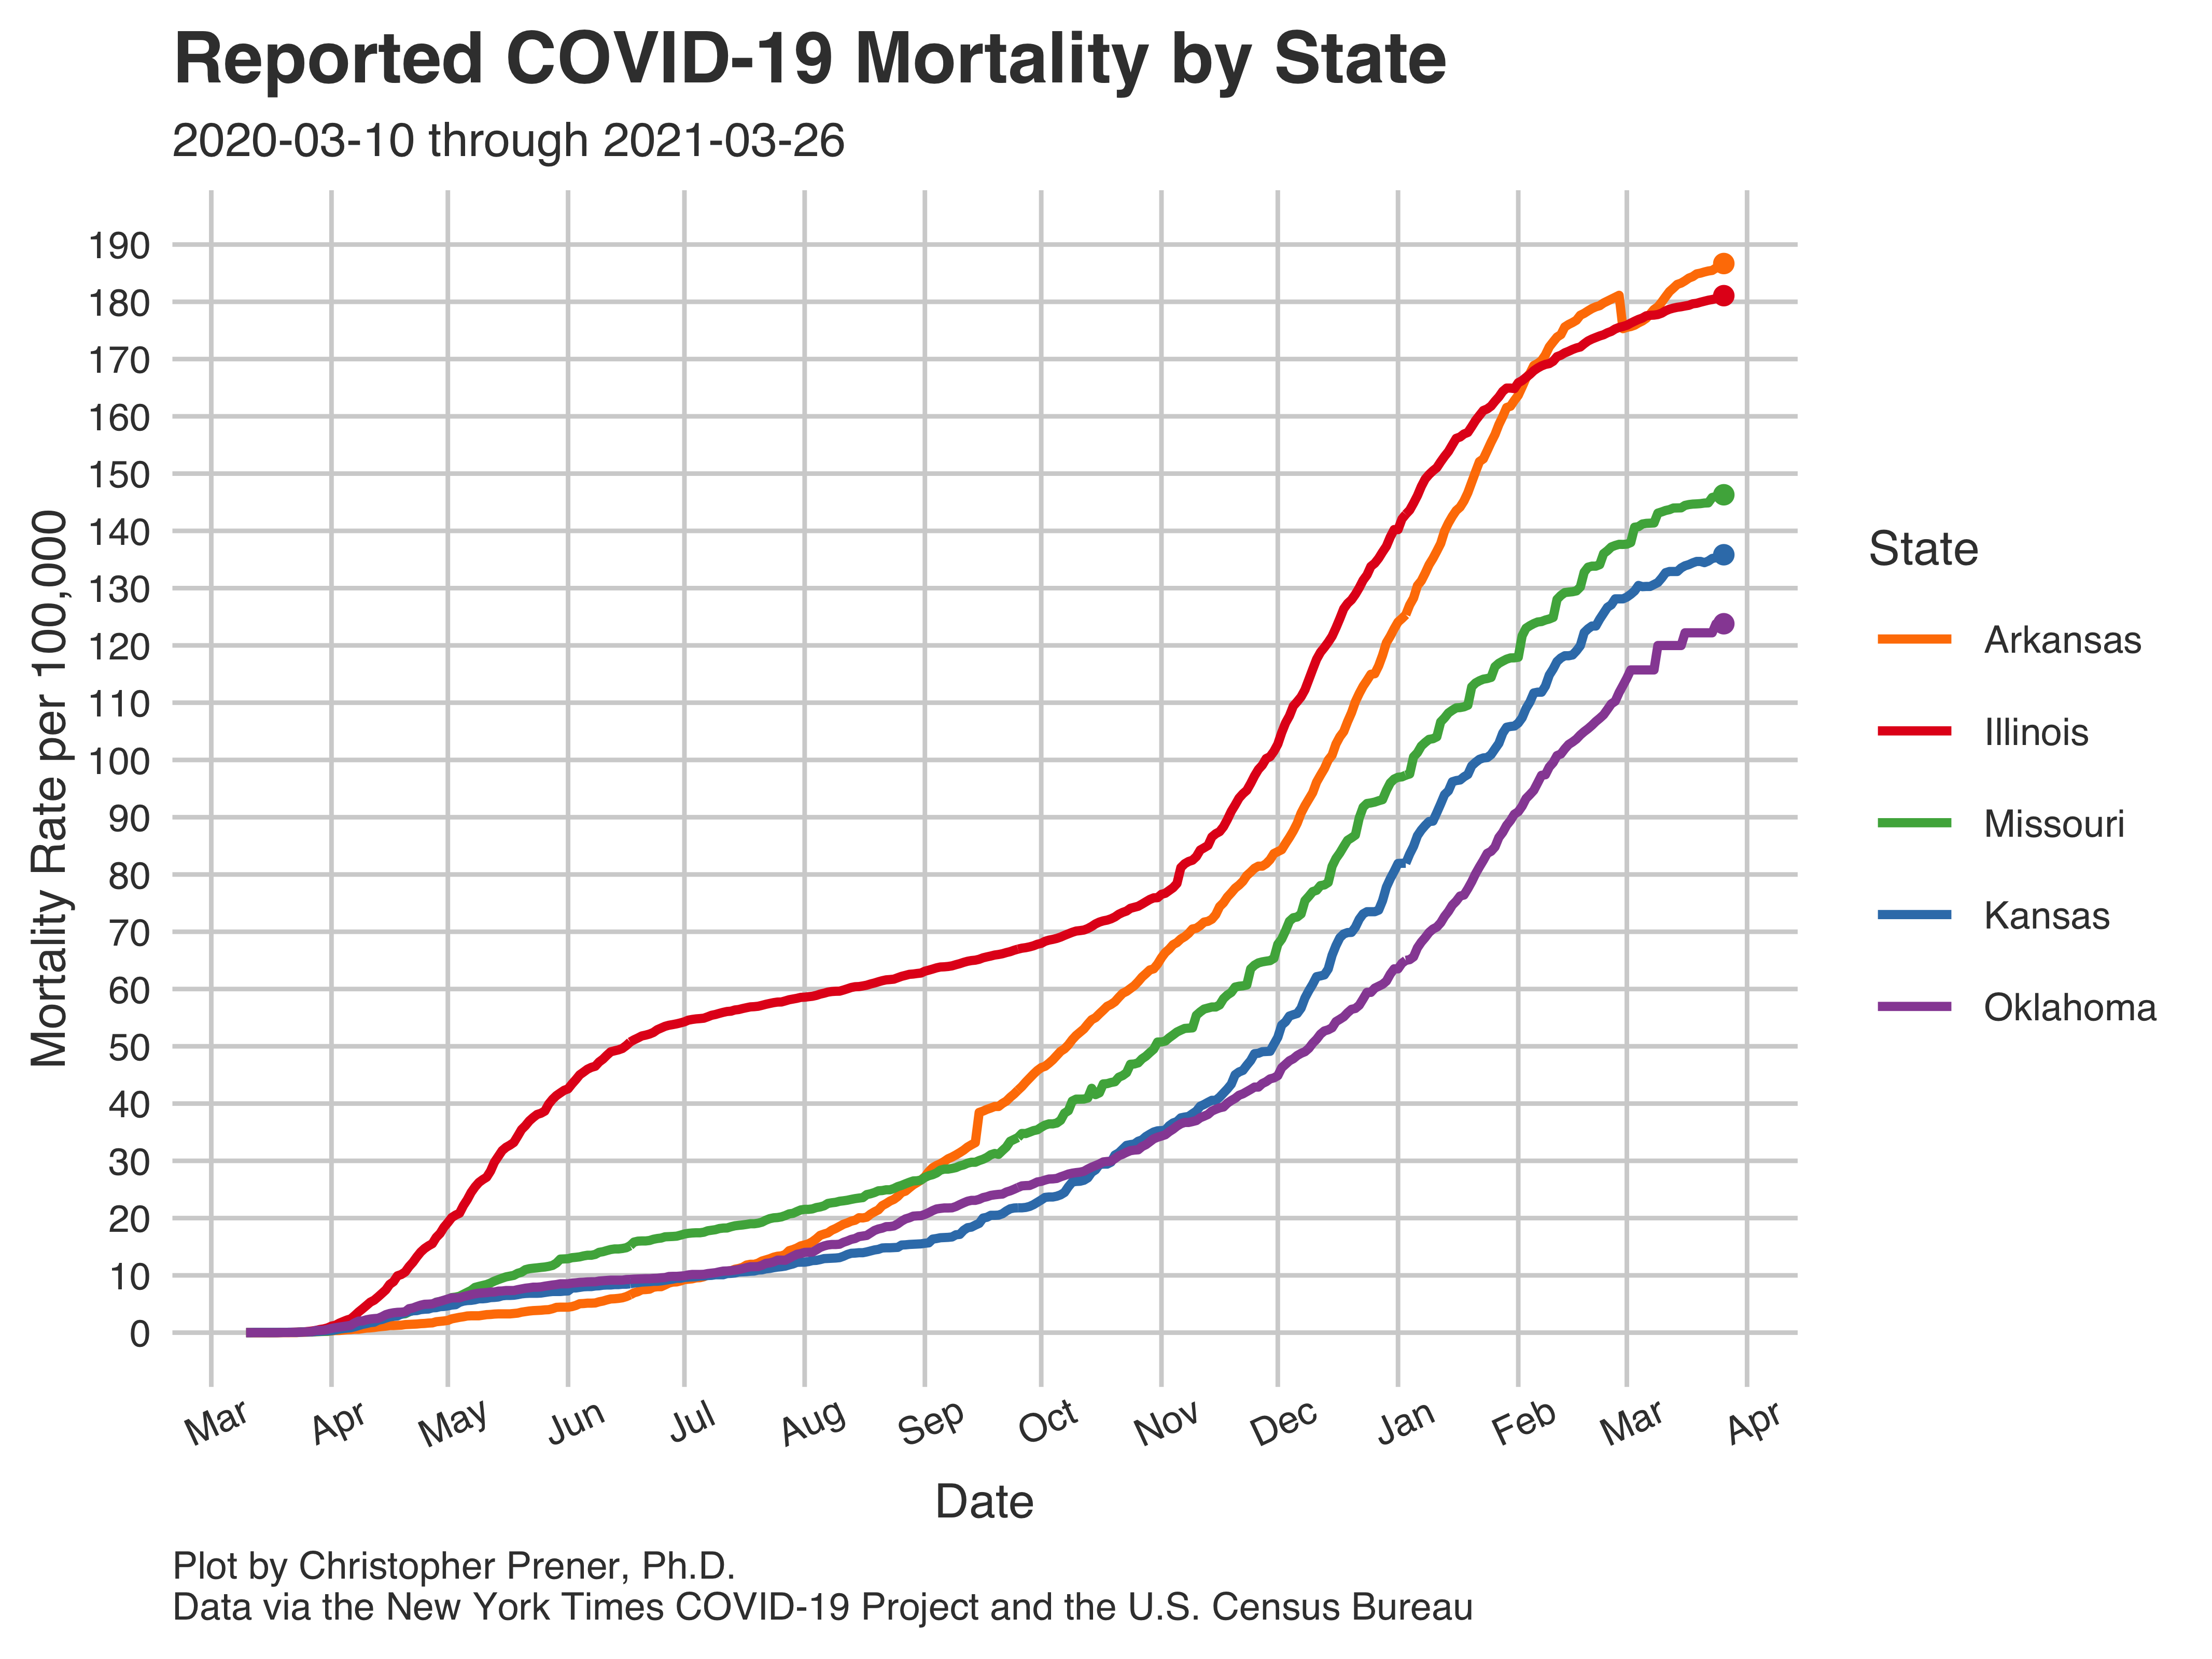 Reported COVID-19 Mortality by State
2020-03-10 through 2021-03-26
Mortality Rate per 100,000
190
180
170
160
150
140
130
120
110
100
90
80
70
60
50
40
30
20
10
0
Mar
Apr
May
Jun
Jul
Aug
Sep
Oct
Nov
Dec
Jan
Feb
Mar
Apr
Date
State
Arkansas
Illinois
Missouri
Kansas
Oklahoma
Plot by Christopher Prener, Ph.D.
Data via the New York Times COVID-19 Project and the U.S. Census Bureau